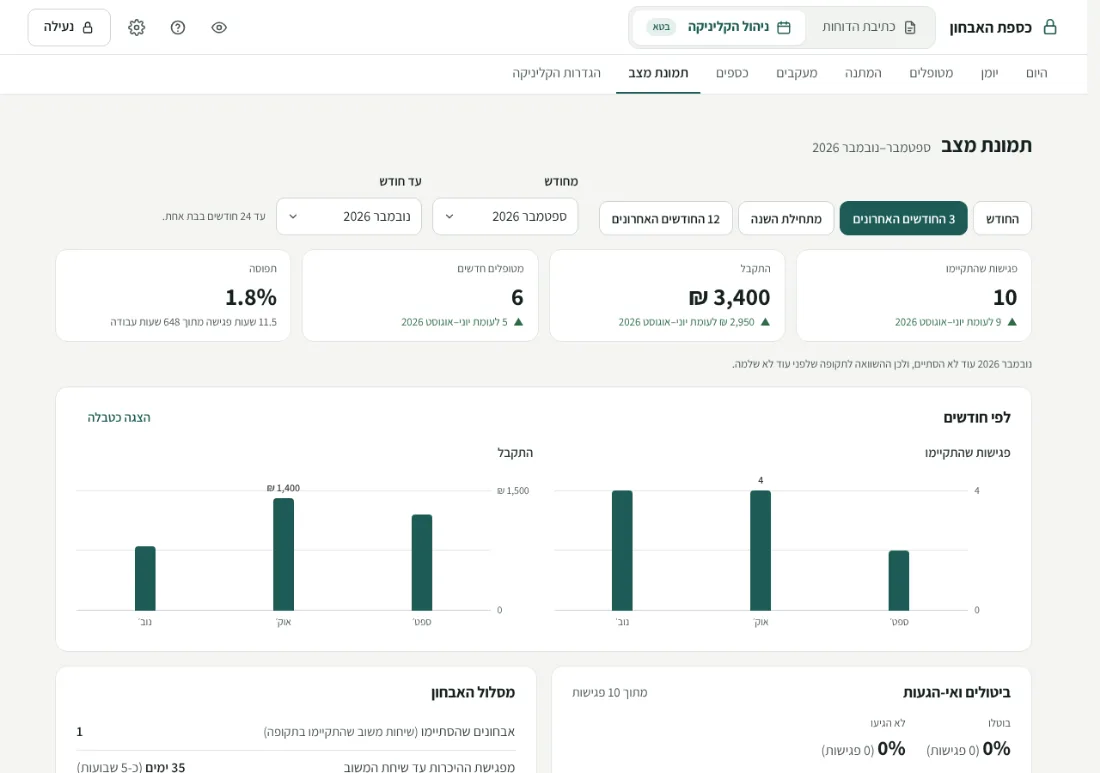 כספת האבחון
כתיבת הדוחות
ניהול הקליניקה
בטא
נעילה
היום
יומן
מטופלים
המתנה
מעקבים
כספים
תמונת מצב
הגדרות הקליניקה
תמונת מצב
ספטמבר–נובמבר 2026
החודש
3 החודשים האחרונים
מתחילת השנה
12 החודשים האחרונים
מחודש
ספטמבר 2026
עד חודש
נובמבר 2026
עד 24 חודשים בבת אחת.
פגישות שהתקיימו
10
▲ 9 לעומת יוני–אוגוסט 2026
התקבל
3,400 ₪
▲ 2,950 ₪ לעומת יוני–אוגוסט 2026
מטופלים חדשים
6
▲ 5 לעומת יוני–אוגוסט 2026
תפוסה
1.8%
11.5 שעות פגישה מתוך 648 שעות עבודה
נובמבר 2026 עוד לא הסתיים, ולכן ההשוואה לתקופה שלפני עוד לא שלמה.
לפי חודשים
הצגה כטבלה
פגישות שהתקיימו
4
4
0
ספט׳
אוק׳
נוב׳
התקבל
1,500 ₪
1,400 ₪
0
ספט׳
אוק׳
נוב׳
ביטולים ואי-הגעות
מתוך 10 פגישות
בוטלו
0% (0 פגישות)
לא הגיעו
0% (0 פגישות)
מסלול האבחון
אבחונים שהסתיימו (שיחות משוב שהתקיימו בתקופה)
1
מפגישת ההיכרות עד שיחת המשוב
35 ימים (כ-5 שבועות)